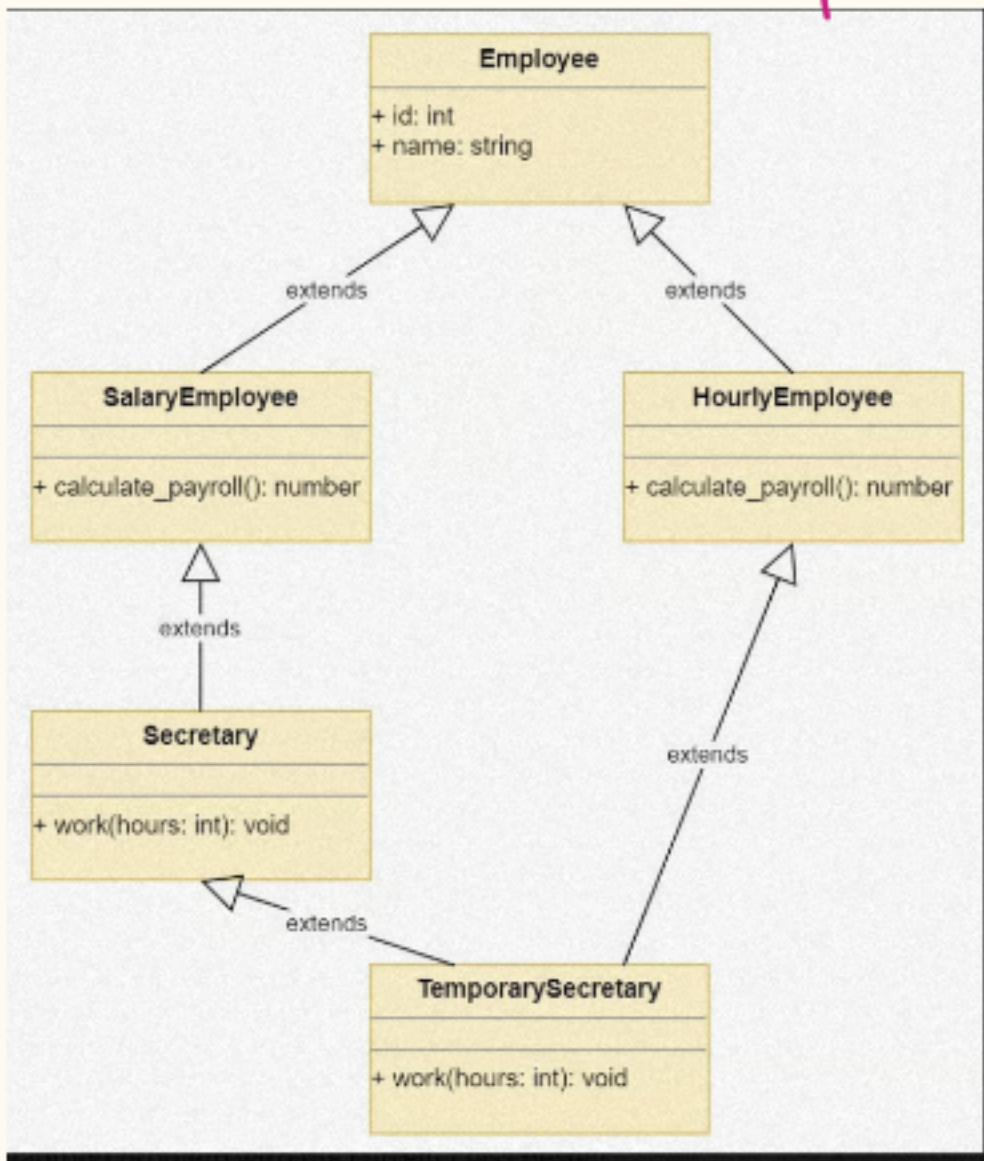 Employee
+ id: int
+ name: string
extends
extends
SalaryEmployee
+ calculate_payroll(): number
HourlyEmployee
+ calculate_payroll(): number
extends
extends
Secretary
+ work(hours: int): void
extends
TemporarySecretary
+ work(hours: int): void